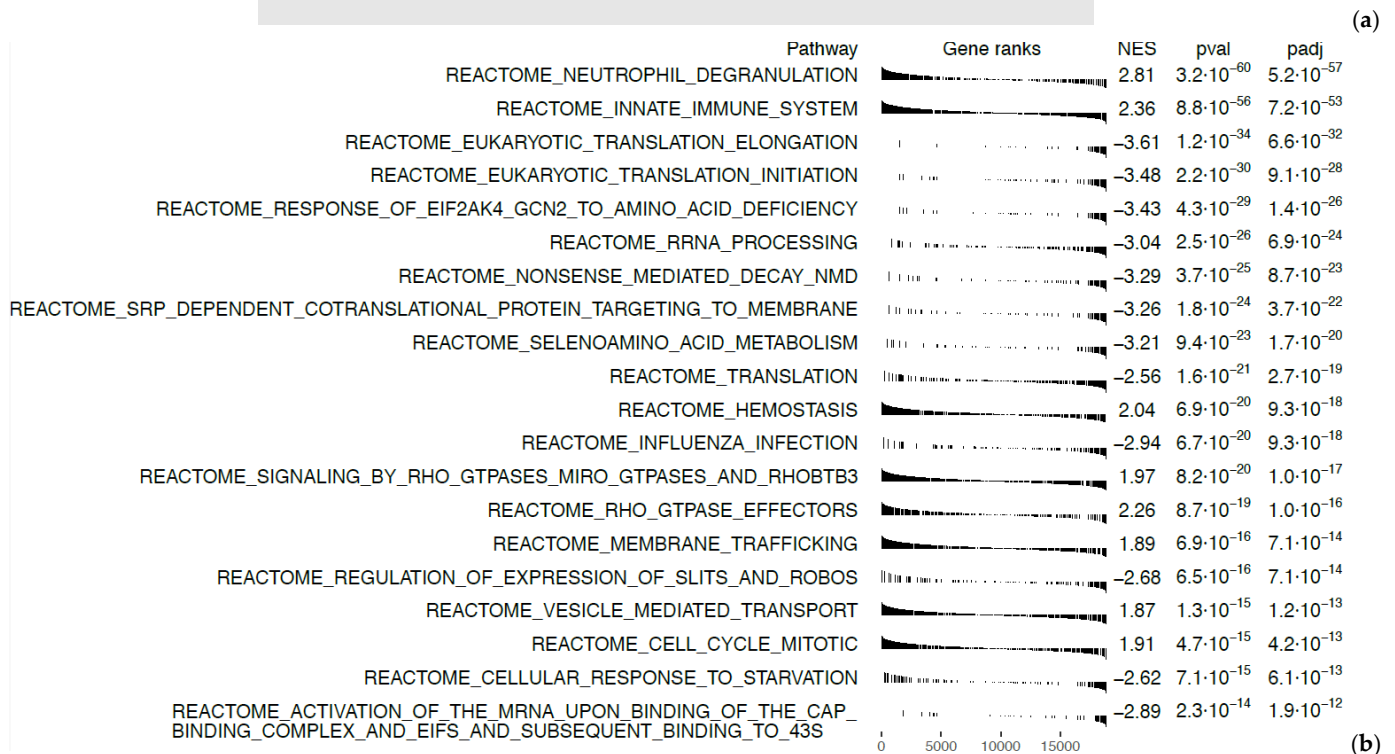 (a)
Pathway Gene ranks NES pval padj
REACTOME_NEUTROPHIL_DEGRANULATION 2.81 3.2·10⁻⁶⁰ 5.2·10⁻⁵⁷
REACTOME_INNATE_IMMUNE_SYSTEM 2.36 8.8·10⁻⁵⁶ 7.2·10⁻⁵³
REACTOME_EUKARYOTIC_TRANSLATION_ELONGATION −3.61 1.2·10⁻³⁴ 6.6·10⁻³²
REACTOME_EUKARYOTIC_TRANSLATION_INITIATION −3.48 2.2·10⁻³⁰ 9.1·10⁻²⁸
REACTOME_RESPONSE_OF_EIF2AK4_GCN2_TO_AMINO_ACID_DEFICIENCY −3.43 4.3·10⁻²⁹ 1.4·10⁻²⁶
REACTOME_RRNA_PROCESSING −3.04 2.5·10⁻²⁶ 6.9·10⁻²⁴
REACTOME_NONSENSE_MEDIATED_DECAY_NMD −3.29 3.7·10⁻²⁵ 8.7·10⁻²³
REACTOME_SRP_DEPENDENT_COTRANSLATIONAL_PROTEIN_TARGETING_TO_MEMBRANE −3.26 1.8·10⁻²⁴ 3.7·10⁻²²
REACTOME_SELENOAMINO_ACID_METABOLISM −3.21 9.4·10⁻²³ 1.7·10⁻²⁰
REACTOME_TRANSLATION −2.56 1.6·10⁻²¹ 2.7·10⁻¹⁹
REACTOME_HEMOSTASIS 2.04 6.9·10⁻²⁰ 9.3·10⁻¹⁸
REACTOME_INFLUENZA_INFECTION −2.94 6.7·10⁻²⁰ 9.3·10⁻¹⁸
REACTOME_SIGNALING_BY_RHO_GTPASES_MIRO_GTPASES_AND_RHOBTB3 1.97 8.2·10⁻²⁰ 1.0·10⁻¹⁷
REACTOME_RHO_GTPASE_EFFECTORS 2.26 8.7·10⁻¹⁹ 1.0·10⁻¹⁶
REACTOME_MEMBRANE_TRAFFICKING 1.89 6.9·10⁻¹⁶ 7.1·10⁻¹⁴
REACTOME_REGULATION_OF_EXPRESSION_OF_SLITS_AND_ROBOS −2.68 6.5·10⁻¹⁶ 7.1·10⁻¹⁴
REACTOME_VESICLE_MEDIATED_TRANSPORT 1.87 1.3·10⁻¹⁵ 1.2·10⁻¹³
REACTOME_CELL_CYCLE_MITOTIC 1.91 4.7·10⁻¹⁵ 4.2·10⁻¹³
REACTOME_CELLULAR_RESPONSE_TO_STARVATION −2.62 7.1·10⁻¹⁵ 6.1·10⁻¹³
REACTOME_ACTIVATION_OF_THE_MRNA_UPON_BINDING_OF_THE_CAP_ −2.89 2.3·10⁻¹⁴ 1.9·10⁻¹²
BINDING_COMPLEX_AND_EIFS_AND_SUBSEQUENT_BINDING_TO_43S
0 5000 10000 15000
(b)